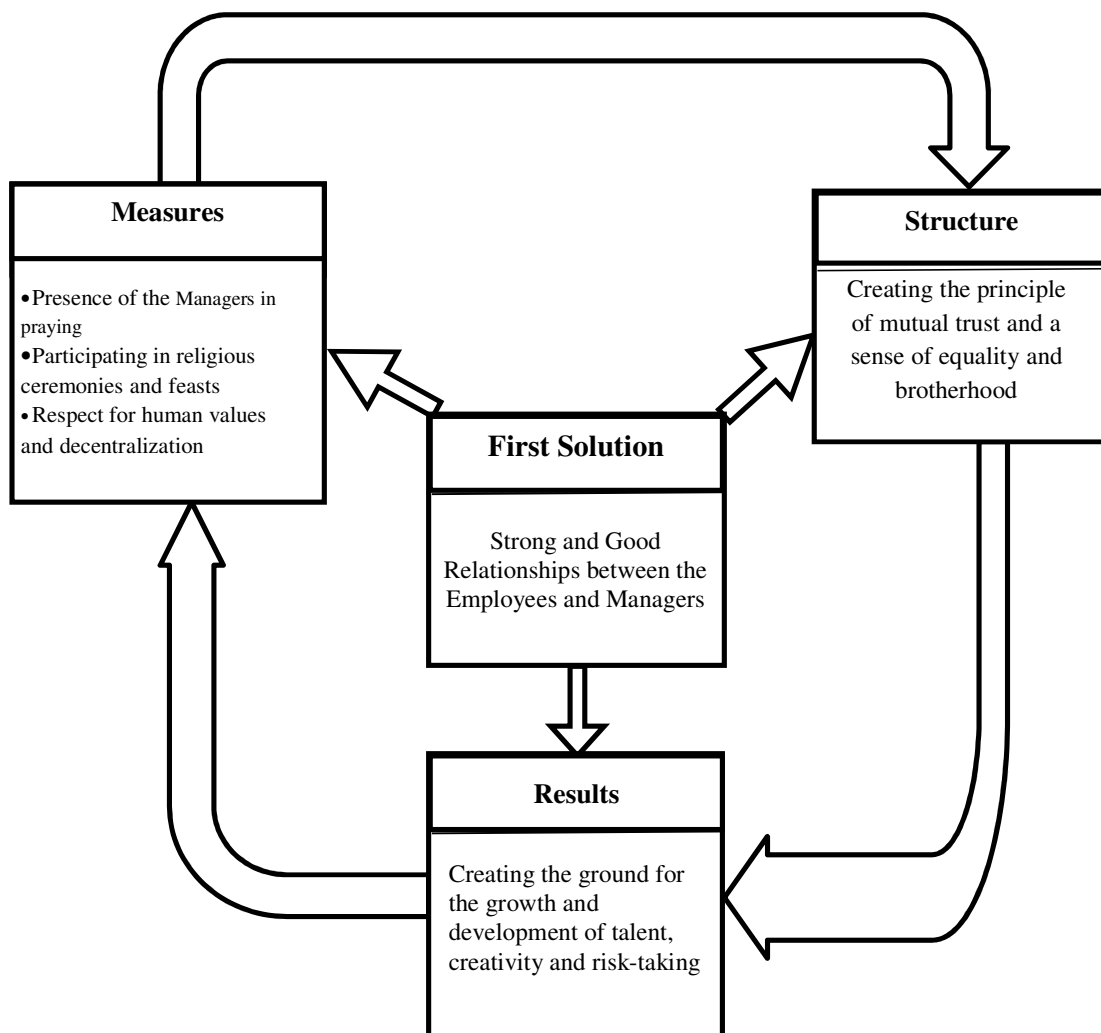 Measures
•Presence of the Managers in
praying
•Participating in religious
ceremonies and feasts
• Respect for human values
and decentralization
Structure
Creating the principle
of mutual trust and a
sense of equality and
brotherhood
First Solution
Strong and Good
Relationships between the
Employees and Managers
Results
Creating the ground for
the growth and
development of talent,
creativity and risk-taking